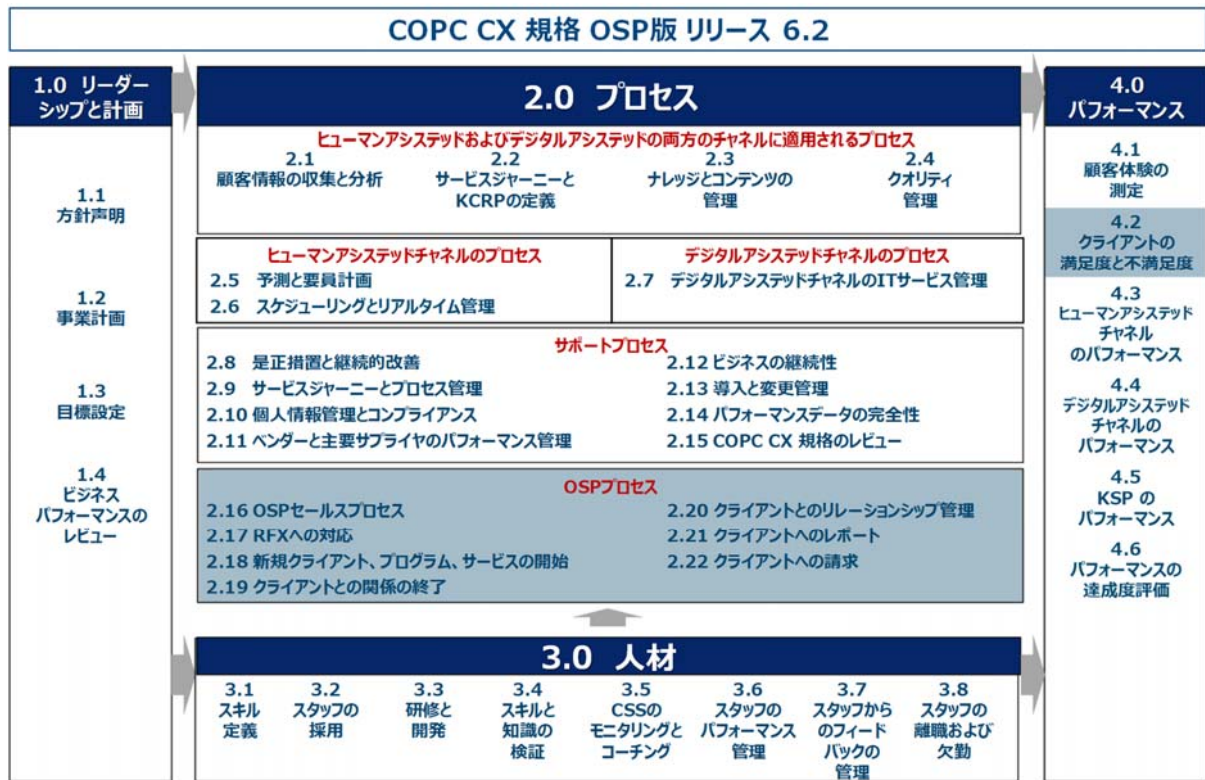 COPC CX 規格 OSP版 リリース 6.2
1.0 リーダー
シップと計画
1.1
方針声明
1.2
事業計画
1.3
目標設定
1.4
ビジネス
パフォーマンスの
レビュー
2.0 プロセス
ヒューマンアシステッドおよびデジタルアシステッドの両方のチャネルに適用されるプロセス
2.1
顧客情報の収集と分析
2.2
サービスジャーニーと
KCRPの定義
2.3
ナレッジとコンテンツの
管理
2.4
クオリティ
管理
ヒューマンアシステッドチャネルのプロセス
2.5 予測と要員計画
2.6 スケジューリングとリアルタイム管理
デジタルアシステッドチャネルのプロセス
2.7 デジタルアシステッドチャネルのITサービス管理
サポートプロセス
2.8 是正措置と継続的改善
2.9 サービスジャーニーとプロセス管理
2.10 個人情報管理とコンプライアンス
2.11 ベンダーと主要サプライヤのパフォーマンス管理
2.12 ビジネスの継続性
2.13 導入と変更管理
2.14 パフォーマンスデータの完全性
2.15 COPC CX 規格のレビュー
OSPプロセス
2.16 OSPセールスプロセス
2.17 RFXへの対応
2.18 新規クライアント、プログラム、サービスの開始
2.19 クライアントとの関係の終了
2.20 クライアントとのリレーションシップ管理
2.21 クライアントへのレポート
2.22 クライアントへの請求
3.0 人材
3.1
スキル
定義
3.2
スタッフの
採用
3.3
研修と
開発
3.4
スキルと
知識の
検証
3.5
CSSの
モニタリングと
コーチング
3.6
スタッフの
パフォーマンス
管理
3.7
スタッフから
のフィード
バックの
管理
3.8
スタッフの
離職および
欠勤
4.0
パフォーマンス
4.1
顧客体験の
測定
4.2
クライアントの
満足度と不満足度
4.3
ヒューマンアシステッド
チャネル
のパフォーマンス
4.4
デジタルアシステッド
チャネルの
パフォーマンス
4.5
KSP の
パフォーマンス
4.6
パフォーマンスの
達成度評価